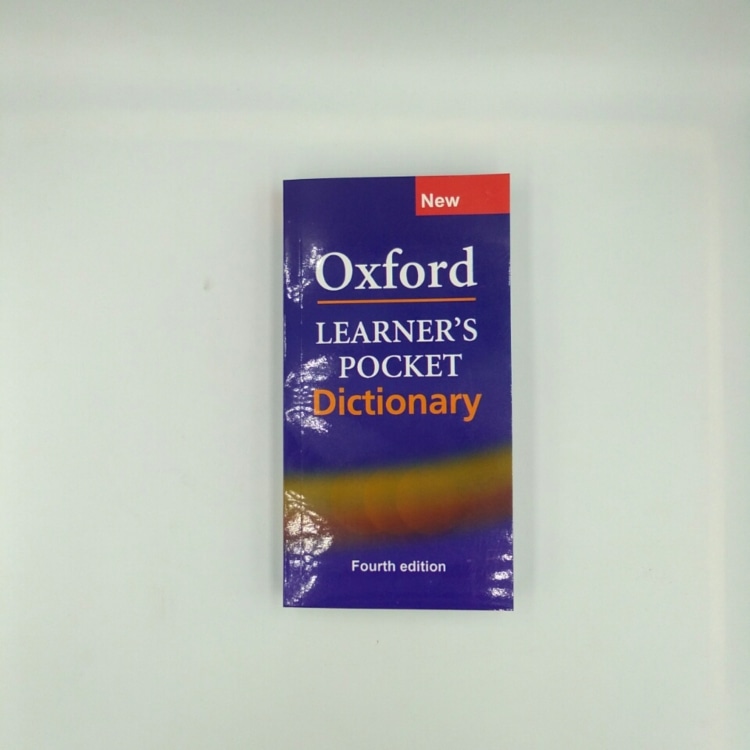 New
Oxford
LEARNER'S
POCKET
Dictionary
Fourth edition